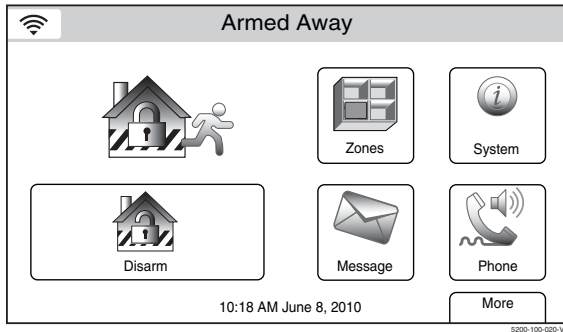 Armed Away
Zones
System
Disarm
Message
Phone
10:18 AM June 8, 2010
More
5200-100-020-V